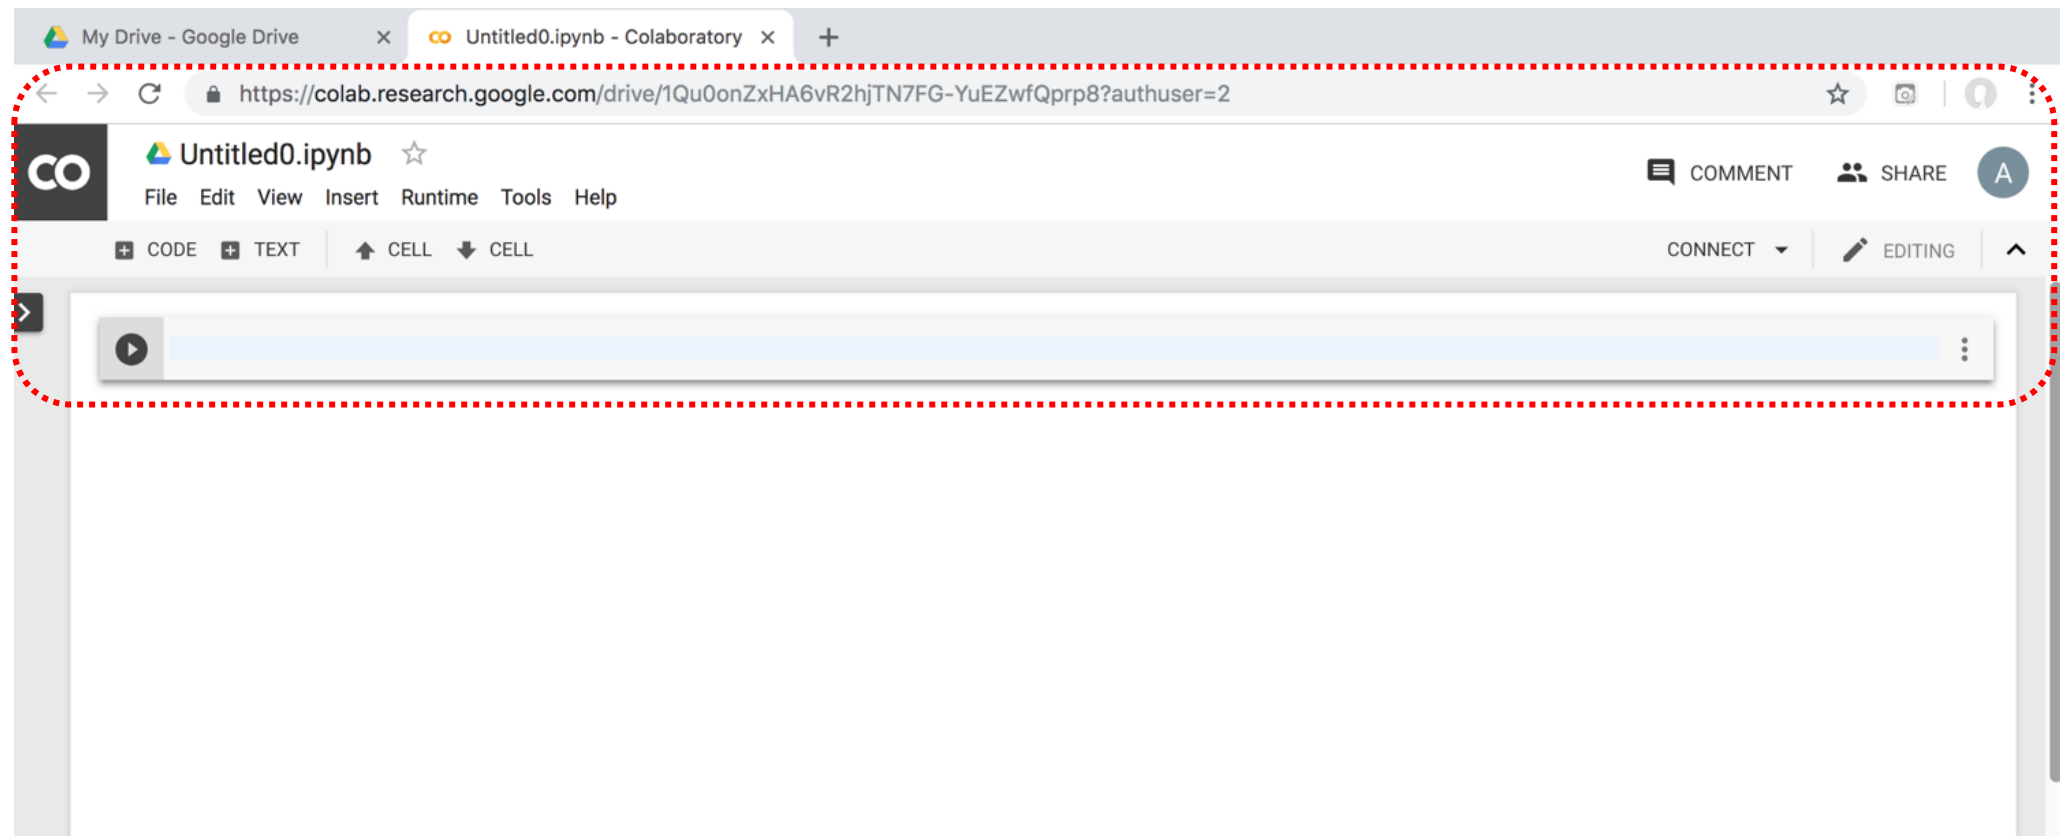 My Drive - Google Drive
Untitled0.ipynb - Colaboratory
https://colab.research.google.com/drive/1Qu0onZxHA6vR2hjTN7FG-YuEZwfQprp8?authuser=2
CO
Untitled0.ipynb
COMMENT SHARE A
File Edit View Insert Runtime Tools Help
CODE TEXT CELL CELL CONNECT EDITING